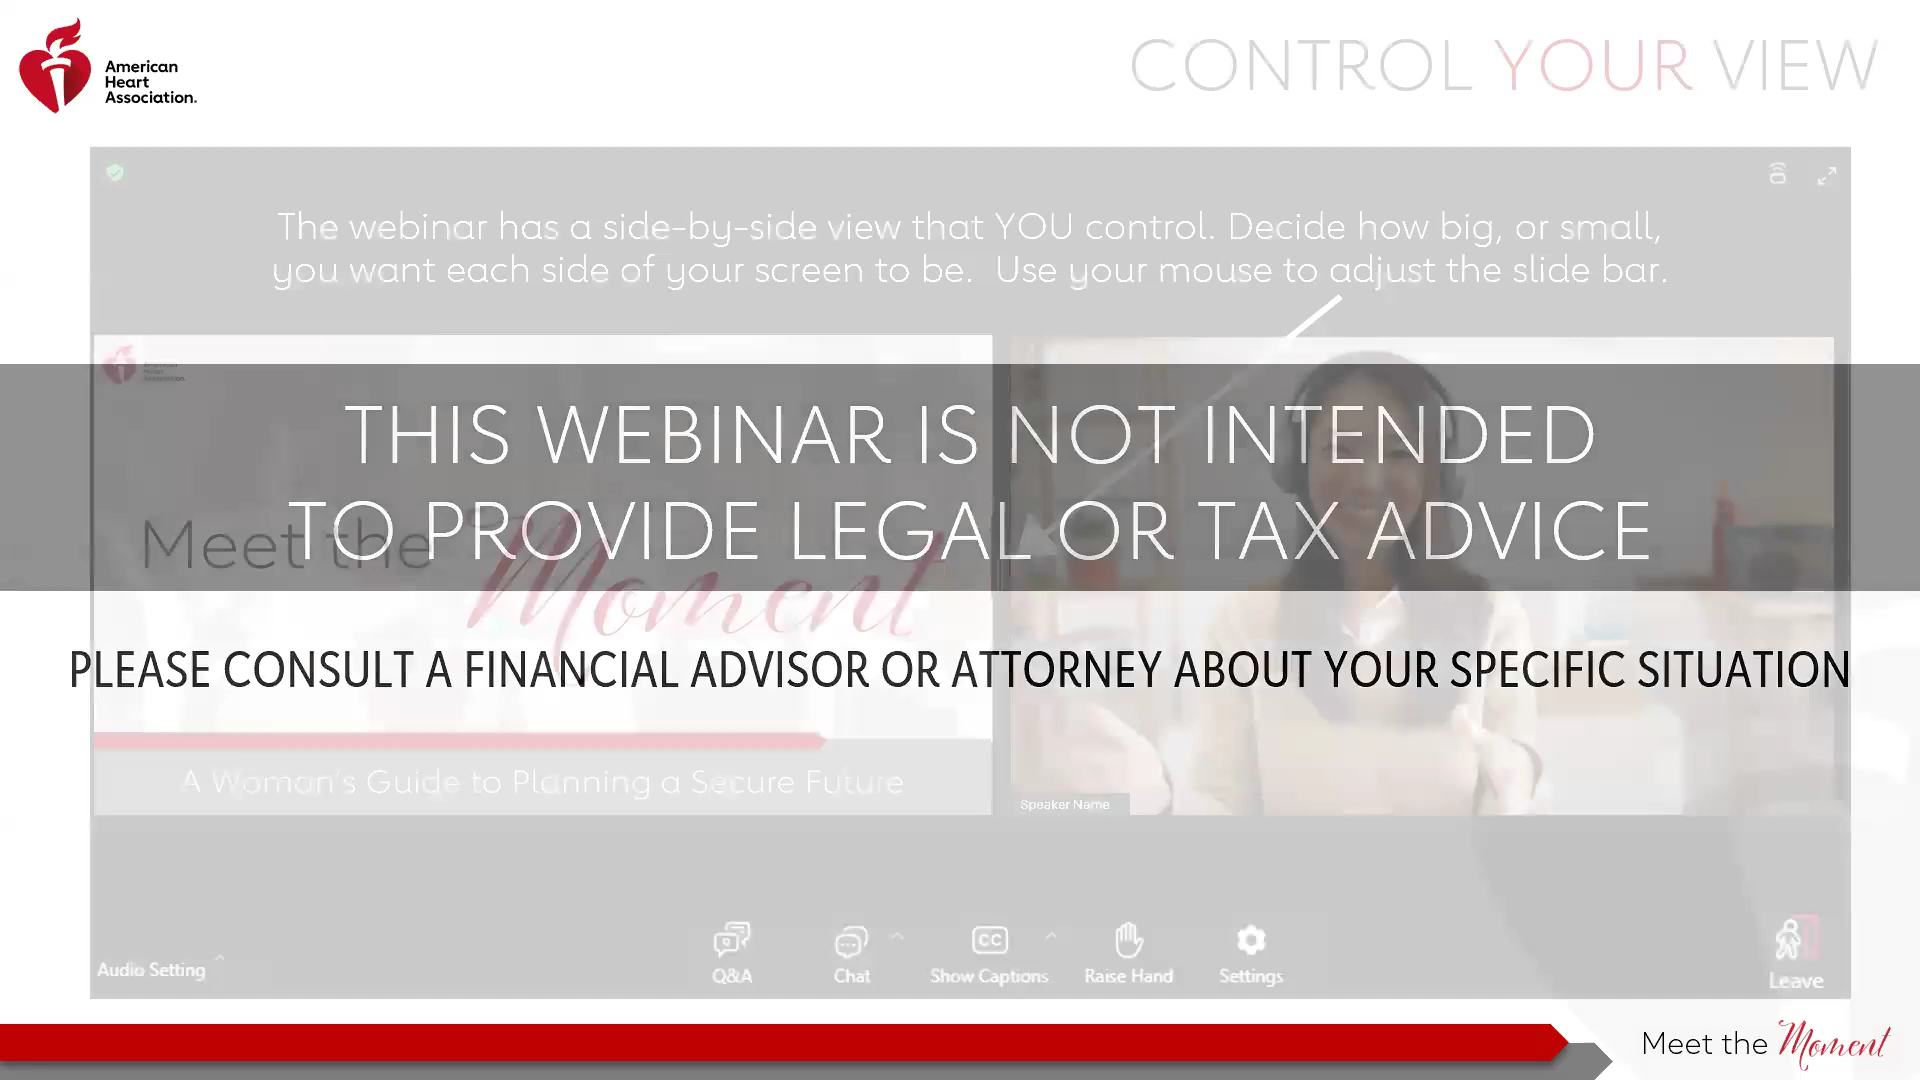 American
Heart
Association.
CONTROL YOUR VIEW
The webinar has a side-by-side view that YOU control. Decide how big, or small,
you want each side of your screen to be. Use your mouse to adjust the slide bar.
American
Heart
Association.
THIS WEBINAR IS NOT INTENDED
TO PROVIDE LEGAL OR TAX ADVICE
Meet the Moment
PLEASE CONSULT A FINANCIAL ADVISOR OR ATTORNEY ABOUT YOUR SPECIFIC SITUATION
A Woman's Guide to Planning a Secure Future
Speaker Name
Audio Setting
Q&A
Chat
CC
Show Captions
Raise Hand
Settings
Leave
Meet the Moment